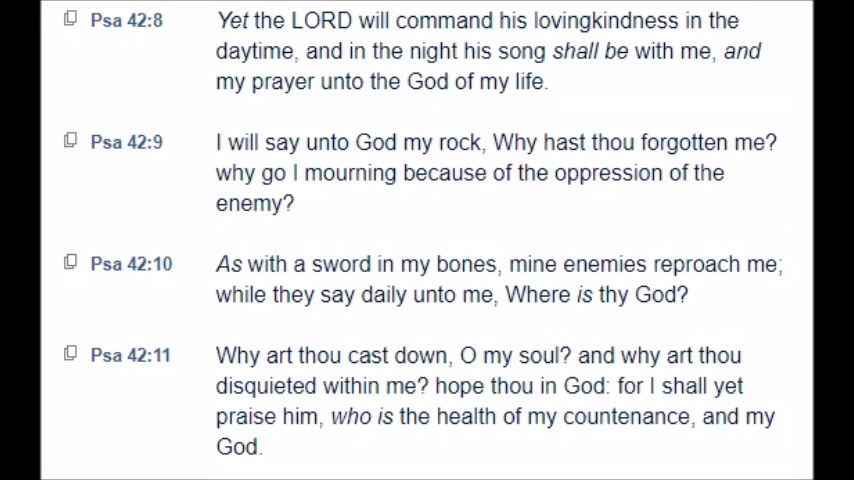 Psa 42:8 Yet the LORD will command his lovingkindness in the
daytime, and in the night his song shall be with me, and
my prayer unto the God of my life.
Psa 42:9 I will say unto God my rock, Why hast thou forgotten me?
why go I mourning because of the oppression of the
enemy?
Psa 42:10 As with a sword in my bones, mine enemies reproach me;
while they say daily unto me, Where is thy God?
Psa 42:11 Why art thou cast down, O my soul? and why art thou
disquieted within me? hope thou in God: for I shall yet
praise him, who is the health of my countenance, and my
God.